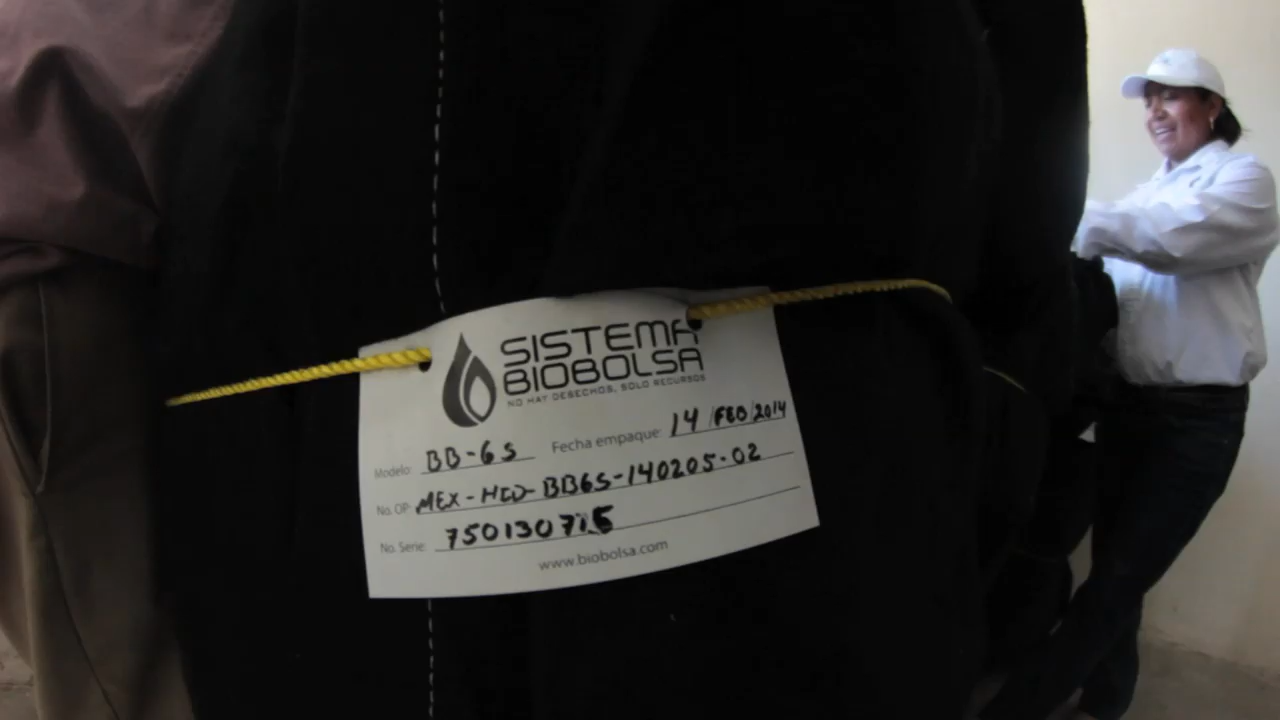 SISTEMA
BIOBOLSA
NO HAY DESECHOS, SOLO RECURSOS
Modelo: BB-6S Fecha empaque: 14/FEB/2014
No. OP: MEX-HID-BB6S-140205-02
No. Serie:
www.biobolsa.com